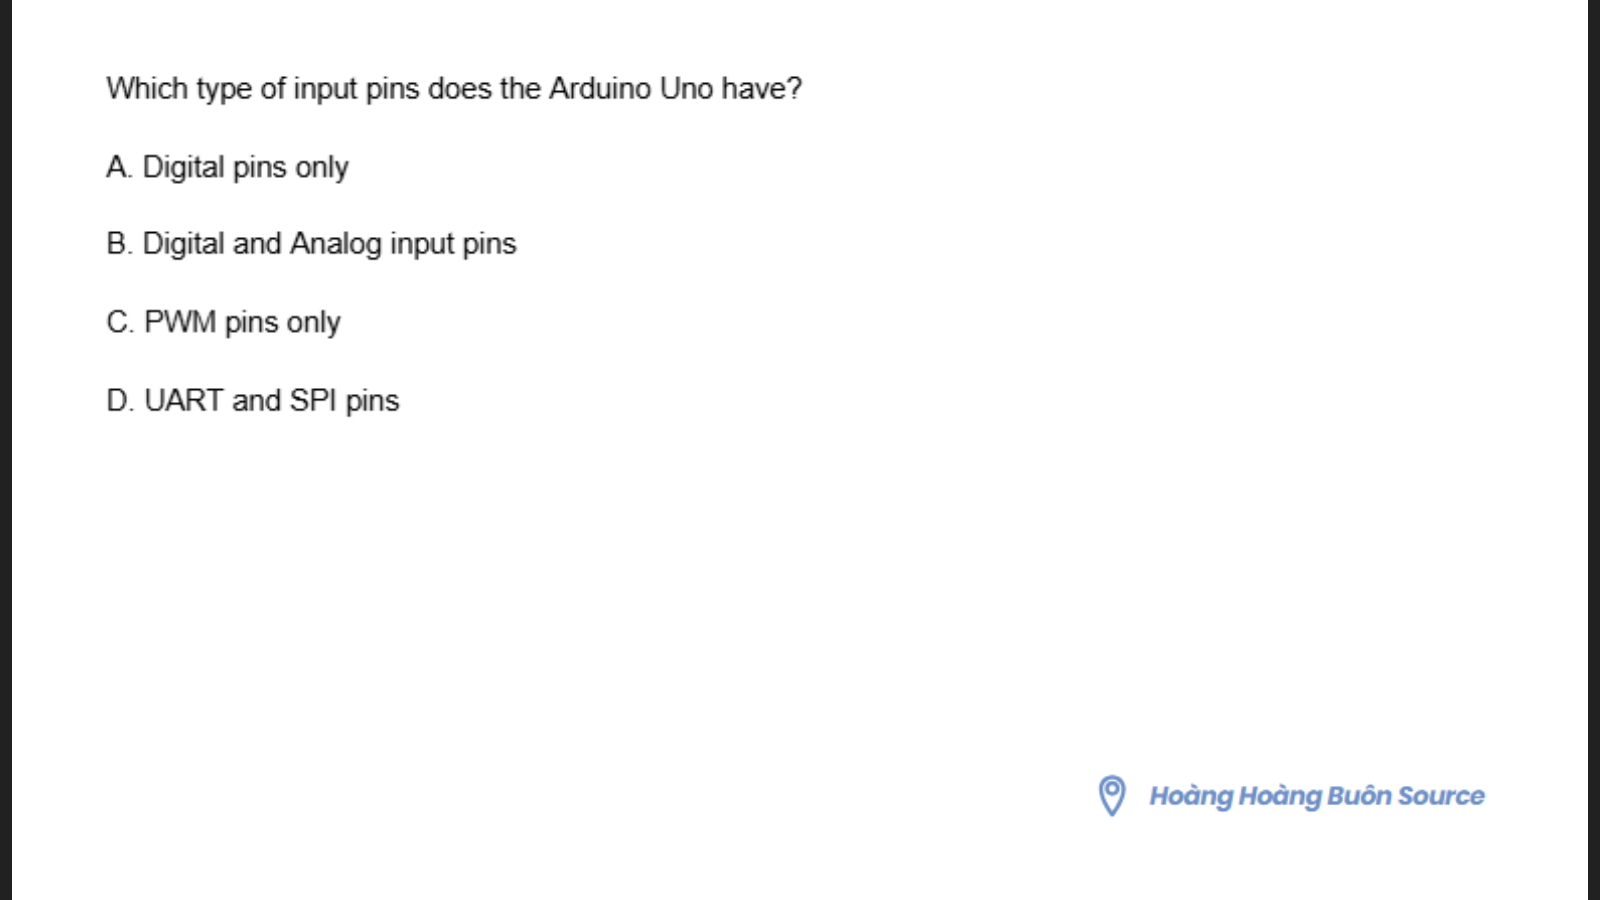 Which type of input pins does the Arduino Uno have?
A. Digital pins only
B. Digital and Analog input pins
C. PWM pins only
D. UART and SPI pins
Hoàng Hoàng Buôn Source